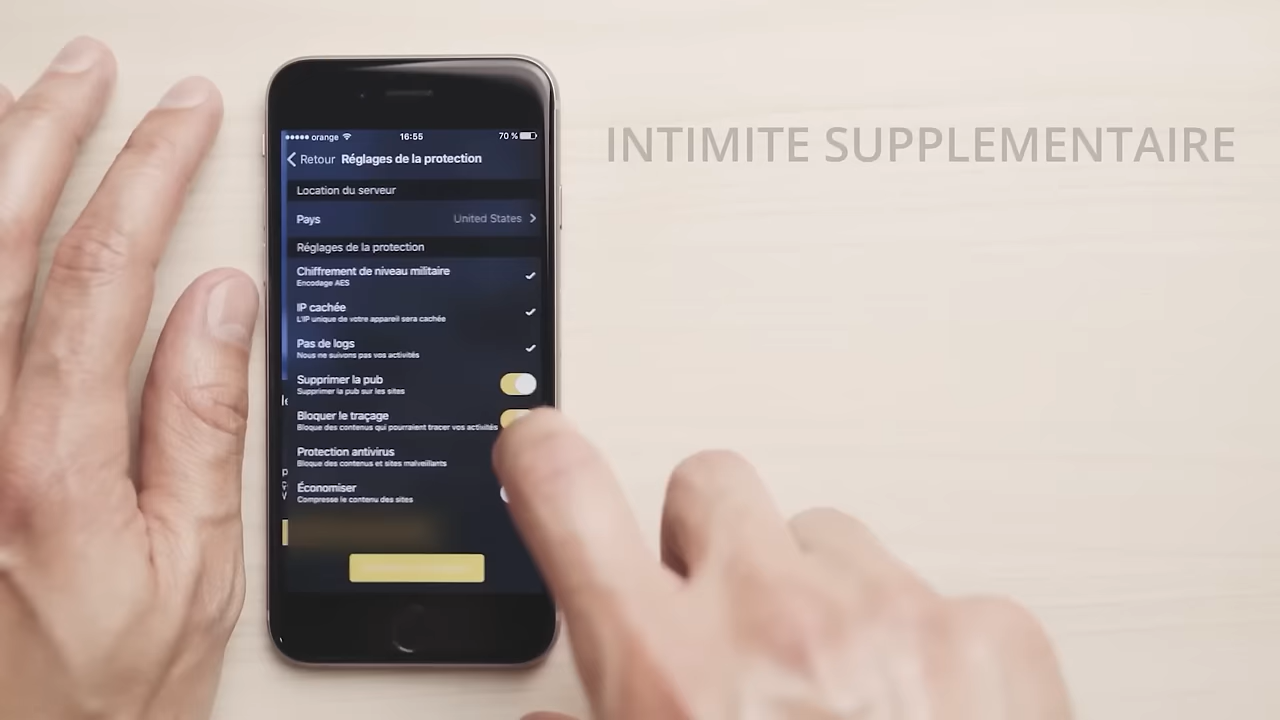 INTIMITE SUPPLEMENTAIRE
orange 16:55 70 %
Retour Réglages de la protection
Location du serveur
Pays United States
Réglages de la protection
Chiffrement de niveau militaire
Encodage AES
IP cachée
L'IP unique de votre appareil sera cachée
Pas de logs
Nous ne suivons pas vos activités
Supprimer la pub
Supprimer la pub sur les sites
Bloquer le traçage
Bloque des contenus qui pourraient tracer vos activités
Protection antivirus
Bloque des contenus et sites malveillants
Économiser
Compresse le contenu des sites